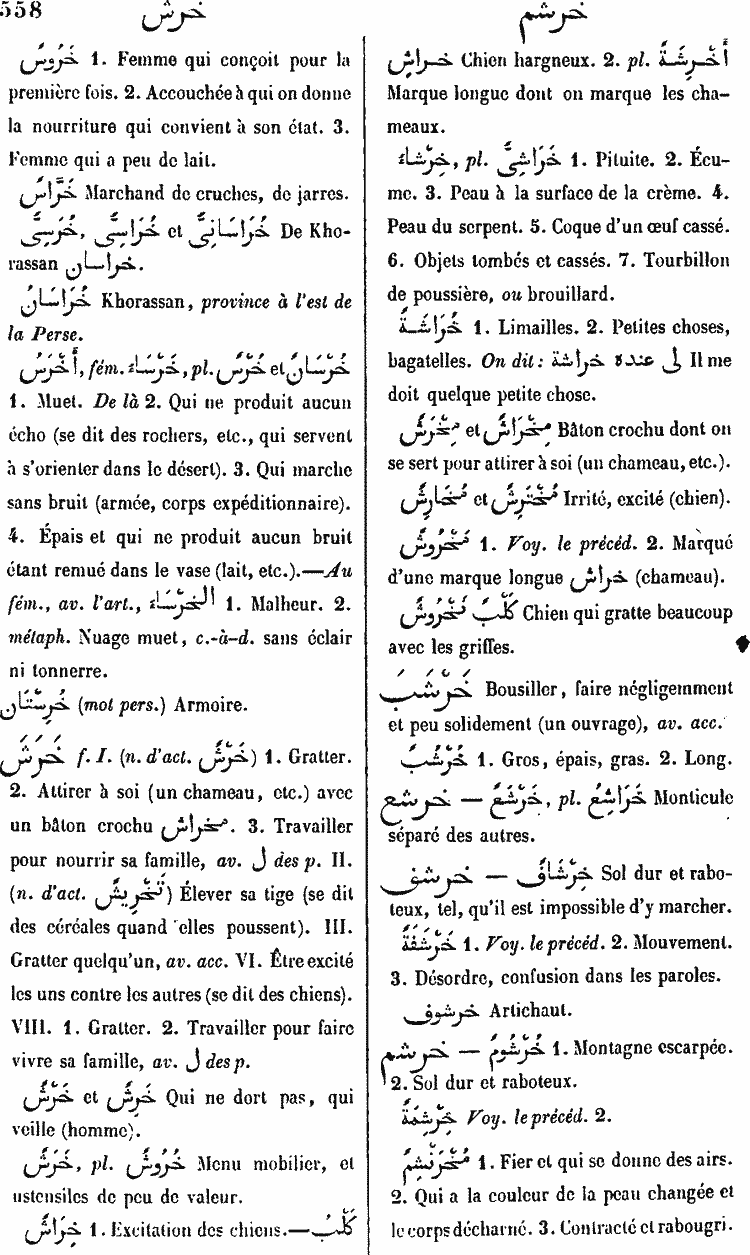 558
خرش
خرشم
خَرُوسٌ 1. Femme qui conçoit pour la
première fois. 2. Accouchée à qui on donne
la nourriture qui convient à son état. 3.
Femme qui a peu de lait.
خَرَّاسٌ Marchand de cruches, de jarres.
خُرْسِىٌّ, خُرَاسِىٌّ et خُرَاسَانِىٌّ De Kho-
rassan خراسان.
خُرَاسَانُ Khorassan, province à l'est de
la Perse.
أَخْرَسُ, fém. خَرْسَاءُ, pl. خُرْسٌ et خُرْسَانٌ
1. Muet. De là 2. Qui ne produit aucun
écho (se dit des rochers, etc., qui servent
à s'orienter dans le désert). 3. Qui marche
sans bruit (armée, corps expéditionnaire).
4. Épais et qui ne produit aucun bruit
étant remué dans le vase (lait, etc.).—Au
fém., av. l'art., الخَرْسَاءُ 1. Malheur. 2.
métaph. Nuage muet, c.-à-d. sans éclair
ni tonnerre.
خُرِسْتَان (mot pers.) Armoire.
خَرَشَ f. I. (n. d'act. خَرْشٌ) 1. Gratter.
2. Attirer à soi (un chameau, etc.) avec
un bâton crochu مخراش. 3. Travailler
pour nourrir sa famille, av. ل des p. II.
(n. d'act. تَخْرِيشٌ) Élever sa tige (se dit
des céréales quand elles poussent). III.
Gratter quelqu'un, av. acc. VI. Être excité
les uns contre les autres (se dit des chiens).
VIII. 1. Gratter. 2. Travailler pour faire
vivre sa famille, av. ل des p.
خَرْشٌ et خَرِشٌ Qui ne dort pas, qui
veille (homme).
خَرَشٌ, pl. خُرُوشٌ Menu mobilier, et
ustensiles de peu de valeur.
خِرَاشٌ 1. Excitation des chiens.—كَلْبُ
خراش Chien hargneux. 2. pl. أَخْرِشَةٌ
Marque longue dont on marque les cha-
meaux.
خِرْشَاءُ, pl. خَرَاشِىُّ 1. Pituite. 2. Écu-
me. 3. Peau à la surface de la crème. 4.
Peau du serpent. 5. Coque d'un œuf cassé.
6. Objets tombés et cassés. 7. Tourbillon
de poussière, ou brouillard.
خُرَاشَةٌ 1. Limailles. 2. Petites choses,
bagatelles. On dit: لى عنده خراشة Il me
doit quelque petite chose.
مِخْرَشٌ et مِخْرَاشٌ Bâton crochu dont on
se sert pour attirer à soi (un chameau, etc.).
مُخَارِشٌ et مُخْتَرِشٌ Irrité, excité (chien).
مَخْرُوشٌ 1. Voy. le précéd. 2. Marqué
d'une marque longue خراش (chameau).
كَلْبُ نَخْوَرِشٌ Chien qui gratte beaucoup
avec les griffes.
خَرْشَبَ Bousiller, faire négligemment
et peu solidement (un ouvrage), av. acc.
خُرْشُبٌ 1. Gros, épais, gras. 2. Long.
خرشع — خَرْشَعٌ, pl. خَرَاشِعُ Monticule
séparé des autres.
خرشف — خِرْشَافٌ Sol dur et rabo-
teux, tel, qu'il est impossible d'y marcher.
خَرْشَفَةٌ 1. Voy. le précéd. 2. Mouvement.
3. Désordre, confusion dans les paroles.
خرشوف Artichaut.
خرشم — خُرْشُومٌ 1. Montagne escarpée.
2. Sol dur et raboteux.
خَرْشَمَةٌ Voy. le précéd. 2.
مُخْرَنْشِمٌ 1. Fier et qui se donne des airs.
2. Qui a la couleur de la peau changée et
le corps décharné. 3. Contracté et rabougri.